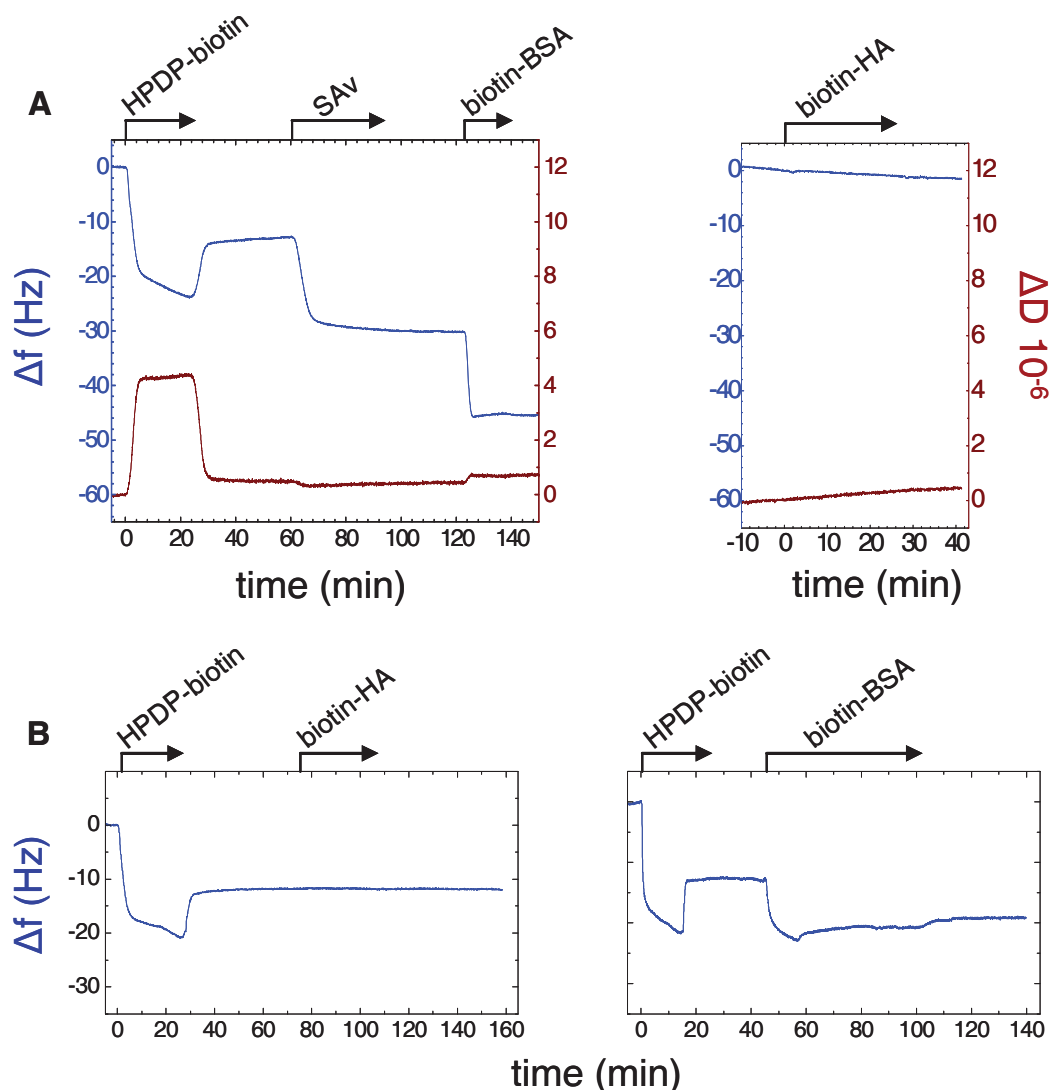 A
HPDP-biotin
SAv
biotin-BSA
biotin-HA
0
-10
-20
-30
-40
-50
-60
Δf (Hz)
12
10
8
6
4
2
0
0 20 40 60 80 100 120 140
time (min)
0
-10
-20
-30
-40
-50
-60
12
10
8
6
4
2
0
ΔD 10-6
-10 0 10 20 30 40
time (min)
B
HPDP-biotin
biotin-HA
HPDP-biotin
biotin-BSA
0
-10
-20
-30
Δf (Hz)
0 20 40 60 80 100 120 140 160
0 20 40 60 80 100 120 140
time (min)